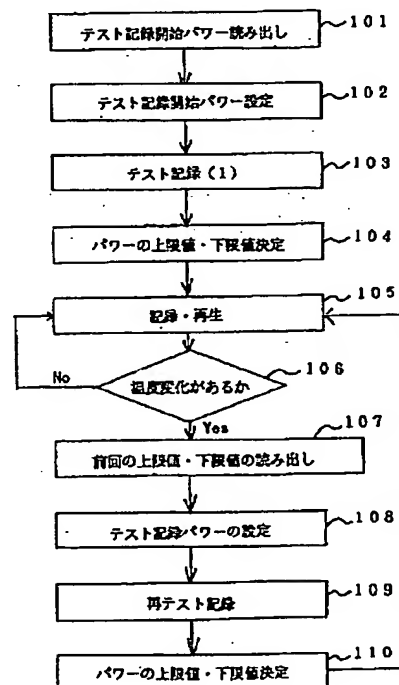 テスト記録開始パワー読み出し
101
テスト記録開始パワー設定
102
テスト記録(1)
103
パワーの上限値・下限値決定
104
記録・再生
105
温度変化があるか
106
No
Yes
107
前回の上限値・下限値の読み出し
テスト記録パワーの設定
108
再テスト記録
109
パワーの上限値・下限値決定
110